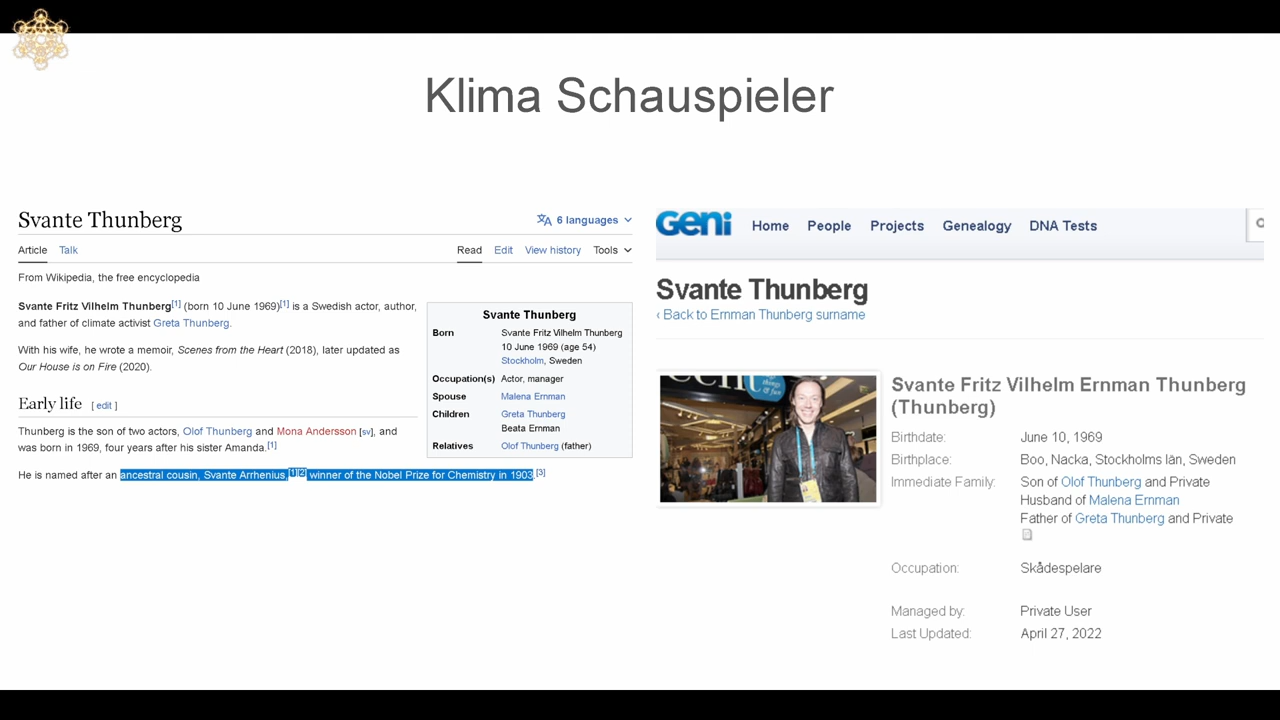 Klima Schauspieler
Svante Thunberg
6 languages
Article Talk
Read Edit View history Tools
From Wikipedia, the free encyclopedia
Svante Fritz Vilhelm Thunberg[1] (born 10 June 1969)[1] is a Swedish actor, author,
and father of climate activist Greta Thunberg.
With his wife, he wrote a memoir, Scenes from the Heart (2018), later updated as
Our House is on Fire (2020).
Early life [ edit ]
Thunberg is the son of two actors, Olof Thunberg and Mona Andersson [sv], and
was born in 1969, four years after his sister Amanda.[1]
He is named after an ancestral cousin, Svante Arrhenius,[1][2] winner of the Nobel Prize for Chemistry in 1903.[3]
Svante Thunberg
Born Svante Fritz Vilhelm Thunberg
10 June 1969 (age 54)
Stockholm, Sweden
Occupation(s) Actor, manager
Spouse Malena Ernman
Children Greta Thunberg
Beata Ernman
Relatives Olof Thunberg (father)
Geni Home People Projects Genealogy DNA Tests
Svante Thunberg
‹ Back to Ernman Thunberg surname
Svante Fritz Vilhelm Ernman Thunberg
(Thunberg)
Birthdate: June 10, 1969
Birthplace: Boo, Nacka, Stockholms län, Sweden
Immediate Family: Son of Olof Thunberg and Private
Husband of Malena Ernman
Father of Greta Thunberg and Private
Occupation: Skådespelare
Managed by: Private User
Last Updated: April 27, 2022